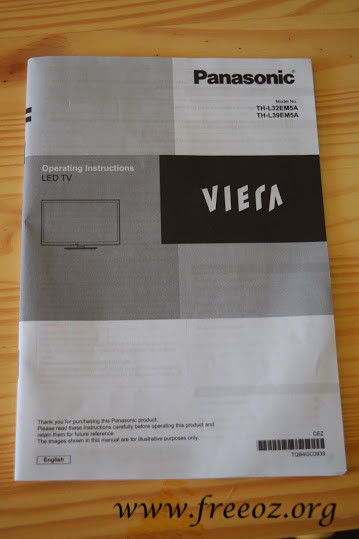 Panasonic
Model No.
TH-L32EM5A
TH-L39EM5A
Operating Instructions
LED TV
VIErA
Thank you for purchasing this Panasonic product.
Please read these instructions carefully before operating this product and
retain them for future reference.
The images shown in this manual are for illustrative purposes only.
English
TQB4GC0939
www.freeoz.org